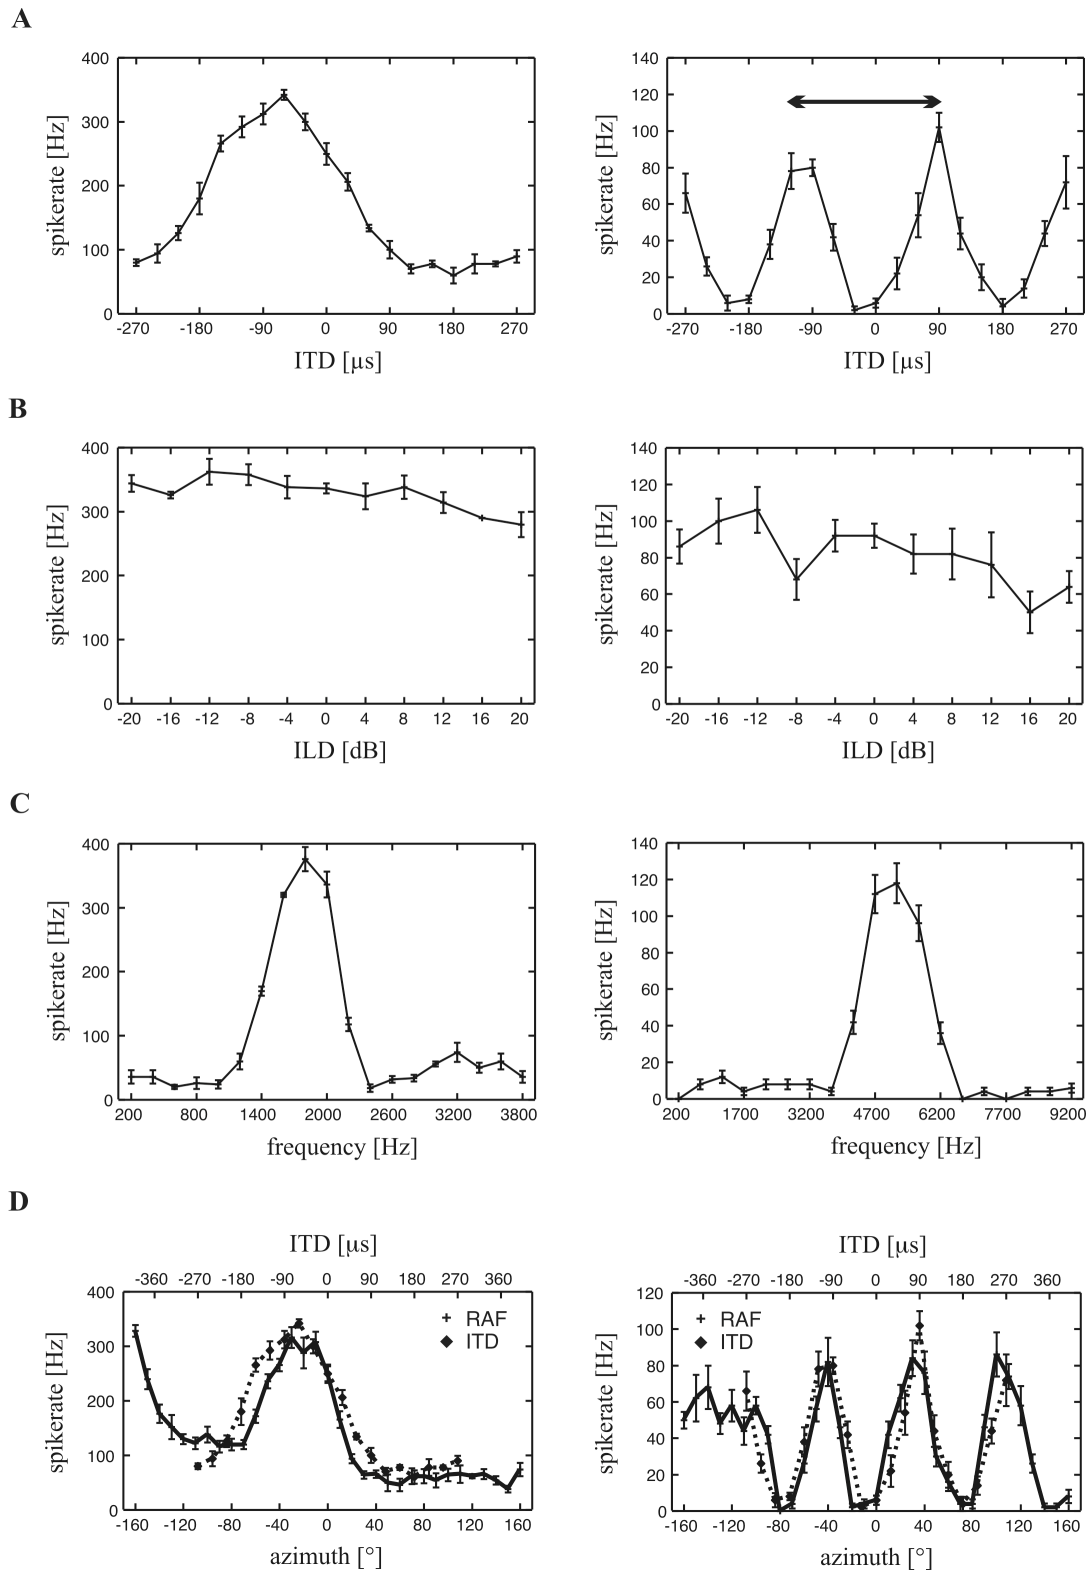 A
400
300
200
100
0
spikerate [Hz]
-270 -180 -90 0 90 180 270
ITD [µs]
140
120
100
80
60
40
20
0
spikerate [Hz]
-270 -180 -90 0 90 180 270
ITD [µs]
B
400
300
200
100
0
spikerate [Hz]
-20 -16 -12 -8 -4 0 4 8 12 16 20
ILD [dB]
140
120
100
80
60
40
20
0
spikerate [Hz]
-20 -16 -12 -8 -4 0 4 8 12 16 20
ILD [dB]
C
400
300
200
100
0
spikerate [Hz]
200 800 1400 2000 2600 3200 3800
frequency [Hz]
140
120
100
80
60
40
20
0
spikerate [Hz]
200 1700 3200 4700 6200 7700 9200
frequency [Hz]
D
ITD [µs]
-360 -270 -180 -90 0 90 180 270 360
400
300
200
100
0
spikerate [Hz]
RAF
ITD
-160 -120 -80 -40 0 40 80 120 160
azimuth [°]
ITD [µs]
-360 -270 -180 -90 0 90 180 270 360
120
100
80
60
40
20
0
spikerate [Hz]
RAF
ITD
-160 -120 -80 -40 0 40 80 120 160
azimuth [°]